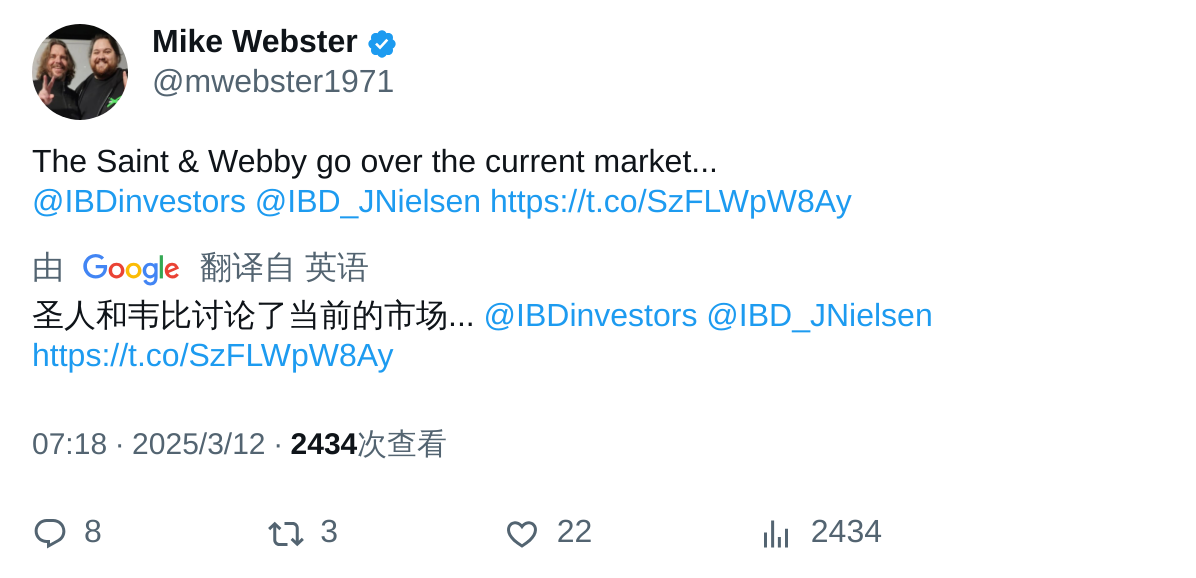 Mike Webster
@mwebster1971
The Saint & Webby go over the current market...
@IBDinvestors @IBD_JNielsen https://t.co/SzFLWpW8Ay
由 Google 翻译自 英语
圣人和韦比讨论了当前的市场... @IBDinvestors @IBD_JNielsen
https://t.co/SzFLWpW8Ay
07:18 · 2025/3/12 · 2434次查看
8 3 22 2434